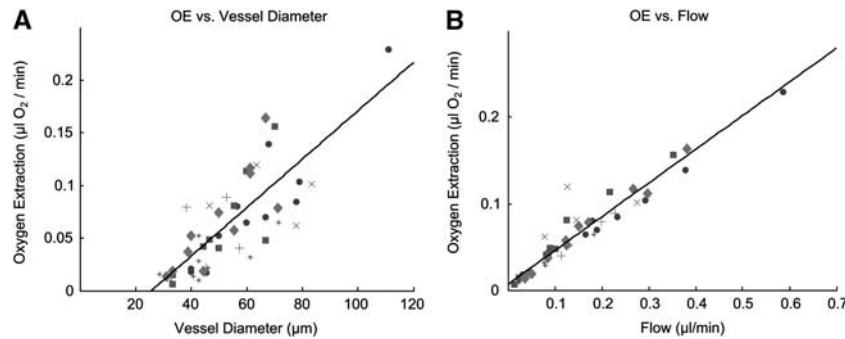 A
OE vs. Vessel Diameter
Oxygen Extraction (µl O₂ / min)
0.2
0.15
0.1
0.05
0
20 40 60 80 100 120
Vessel Diameter (µm)
B
OE vs. Flow
Oxygen Extraction (µl O₂ / min)
0.2
0.1
0
0.1 0.2 0.3 0.4 0.5 0.6 0.7
Flow (µl/min)